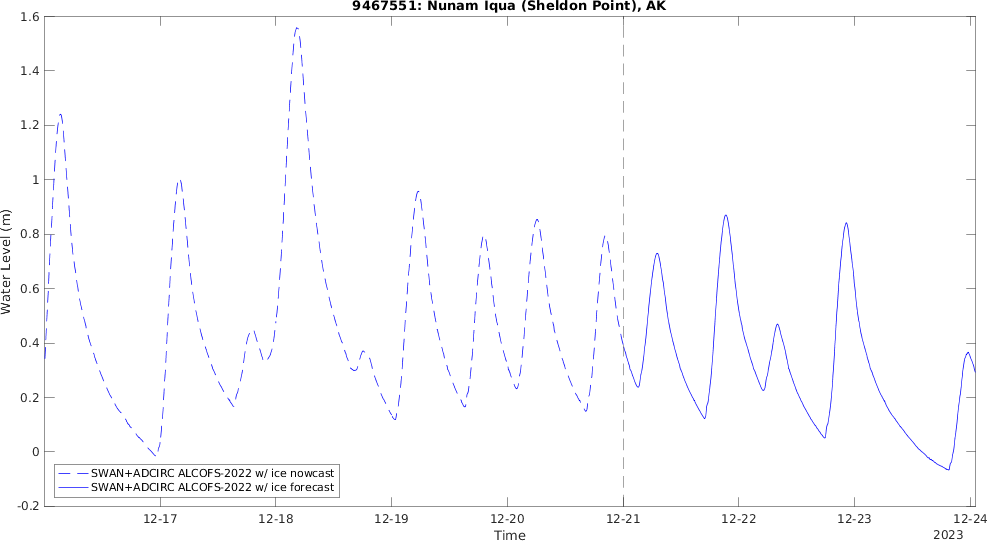 9467551: Nunam Iqua (Sheldon Point), AK
1.6
1.4
1.2
1
0.8
0.6
0.4
0.2
0
-0.2
Water Level (m)
SWAN+ADCIRC ALCOFS-2022 w/ ice nowcast
SWAN+ADCIRC ALCOFS-2022 w/ ice forecast
12-17 12-18 12-19 12-20 12-21 12-22 12-23 12-24
Time
2023